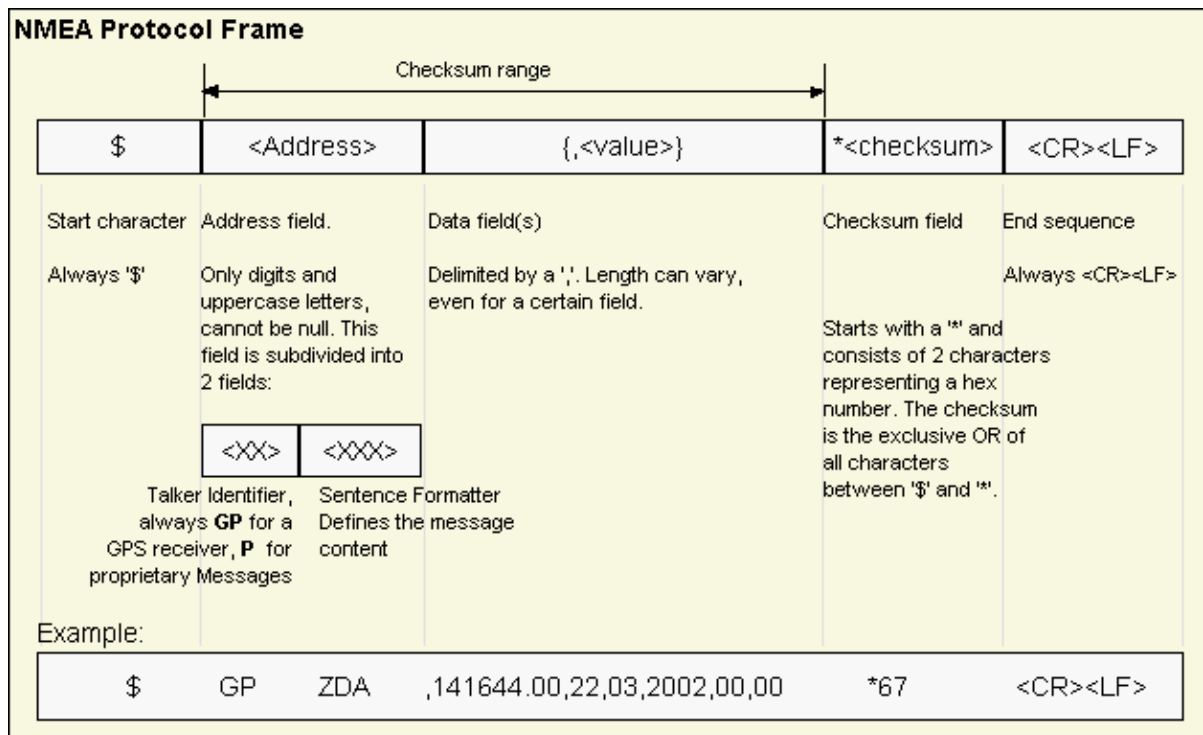 NMEA Protocol Frame
Checksum range
$ <Address> {,<value>} *<checksum> <CR><LF>
Start character
Always '$'
Address field.
Only digits and
uppercase letters,
cannot be null. This
field is subdivided into
2 fields:
<XX> <XXX>
Talker Identifier,
always GP for a
GPS receiver, P for
proprietary Messages
Sentence Formatter
Defines the message
content
Data field(s)
Delimited by a ','. Length can vary,
even for a certain field.
Checksum field
Starts with a '*' and
consists of 2 characters
representing a hex
number. The checksum
is the exclusive OR of
all characters
between '$' and '*'.
End sequence
Always <CR><LF>
Example:
$ GP ZDA ,141644.00,22,03,2002,00,00 *67 <CR><LF>